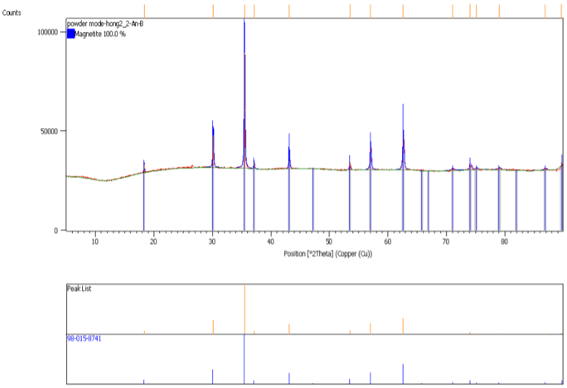 Counts
powder mode-hong2_2-An-B
Magnetite 100.0 %
100000
50000
0
10 20 30 40 50 60 70 80
Position [°2Theta] (Copper (Cu))
Peak List
98-015-8741